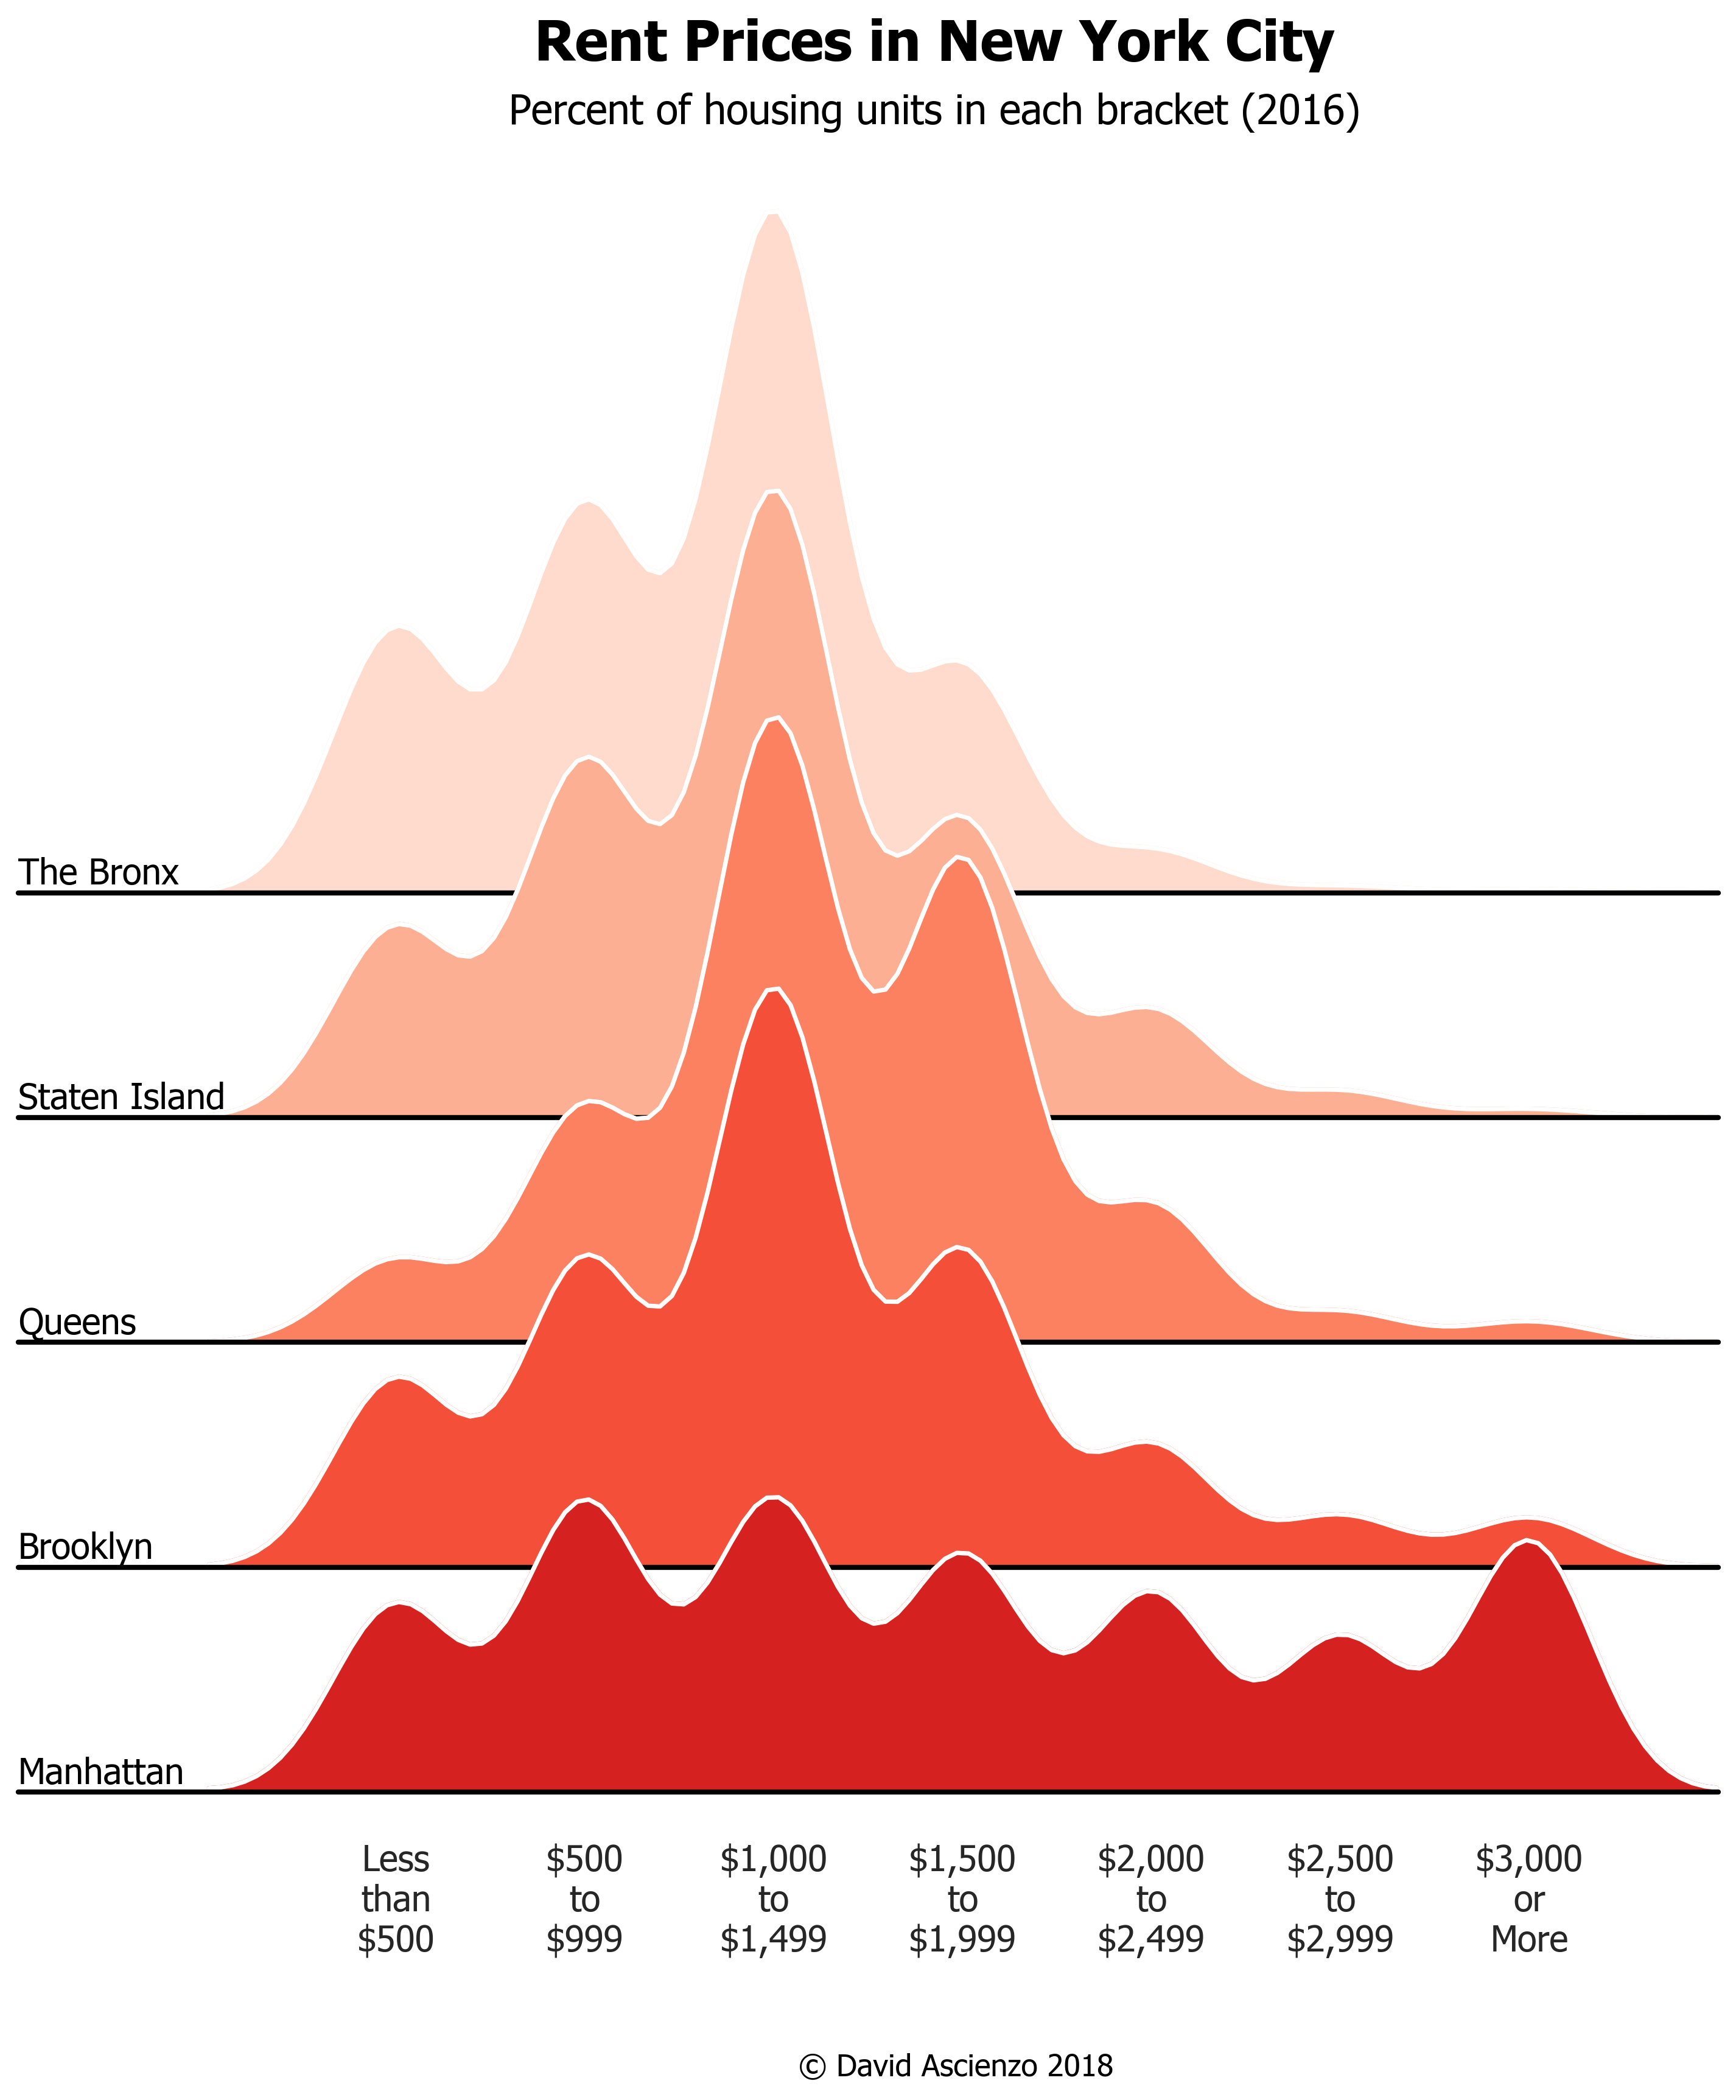 Rent Prices in New York City
Percent of housing units in each bracket (2016)
The Bronx
Staten Island
Queens
Brooklyn
Manhattan
Less than $500
$500 to $999
$1,000 to $1,499
$1,500 to $1,999
$2,000 to $2,499
$2,500 to $2,999
$3,000 or More
© David Ascienzo 2018